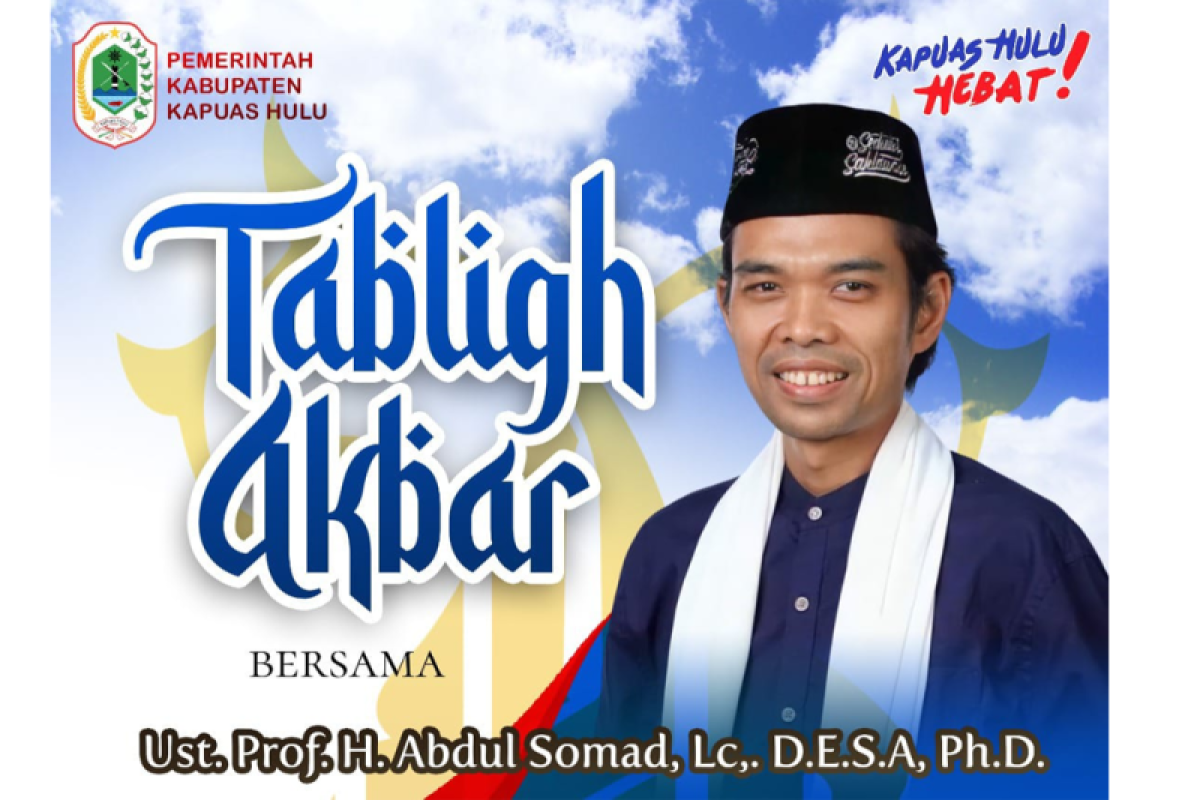 PEMERINTAH
KABUPATEN
KAPUAS HULU
KAPUAS HULU
HEBAT!
Tabligh
Akbar
BERSAMA
Ust. Prof. H. Abdul Somad, Lc,. D.E.S.A, Ph.D.